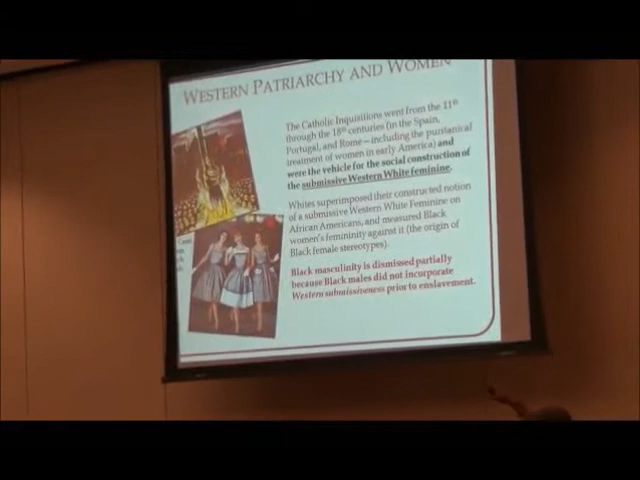 WESTERN PATRIARCHY AND WOMEN
The Catholic Inquisitions went from the 11th
through the 18th centuries (in the Spain,
Portugal, and Rome – including the puritanical
treatment of women in early America) and
were the vehicle for the social construction of
the submissive Western White feminine.
Whites superimposed their constructed notion
of a submissive Western White Feminine on
African Americans, and measured Black
women's femininity against it (the origin of
Black female stereotypes).
Black masculinity is dismissed partially
because Black males did not incorporate
Western submissiveness prior to enslavement.